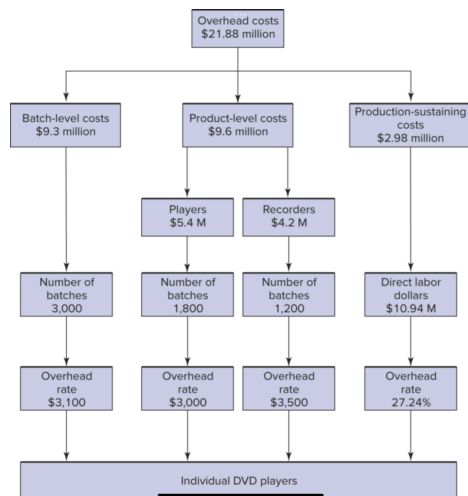 Overhead costs
$21.88 million
Batch-level costs
$9.3 million
Product-level costs
$9.6 million
Production-sustaining
costs
$2.98 million
Players
$5.4 M
Recorders
$4.2 M
Number of
batches
3,000
Number of
batches
1,800
Number of
batches
1,200
Direct labor
dollars
$10.94 M
Overhead
rate
$3,100
Overhead
rate
$3,000
Overhead
rate
$3,500
Overhead
rate
27.24%
Individual DVD players